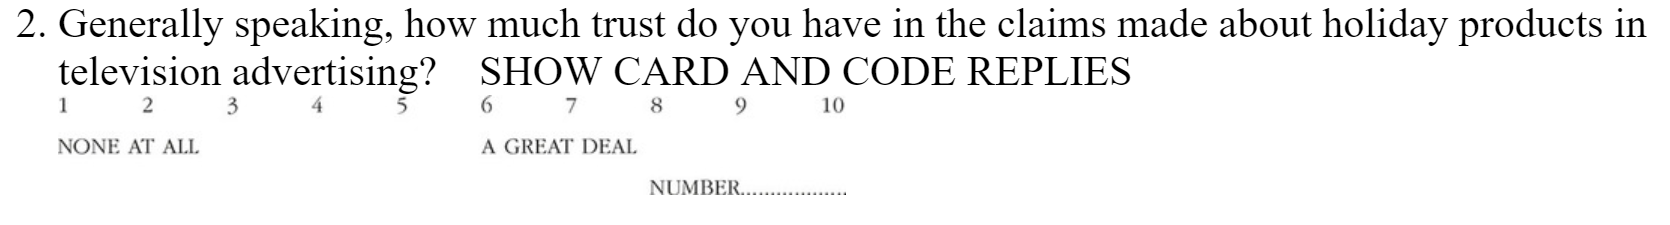 2. Generally speaking, how much trust do you have in the claims made about holiday products in
television advertising? SHOW CARD AND CODE REPLIES
1 2 3 4 5 6 7 8 9 10
NONE AT ALL A GREAT DEAL
NUMBER..................